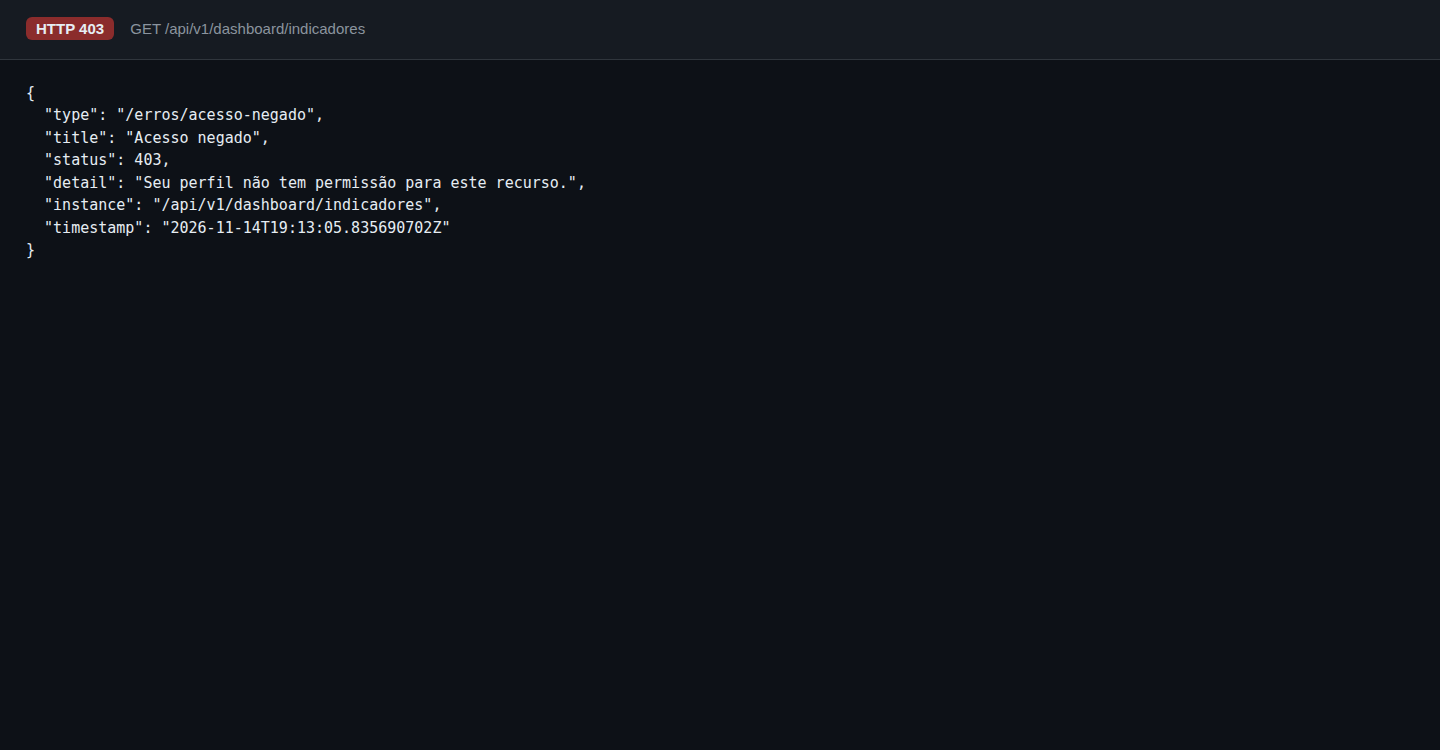 HTTP 403 GET /api/v1/dashboard/indicadores
{
  "type": "/erros/acesso-negado",
  "title": "Acesso negado",
  "status": 403,
  "detail": "Seu perfil não tem permissão para este recurso.",
  "instance": "/api/v1/dashboard/indicadores",
  "timestamp": "2026-11-14T19:13:05.835690702Z"
}